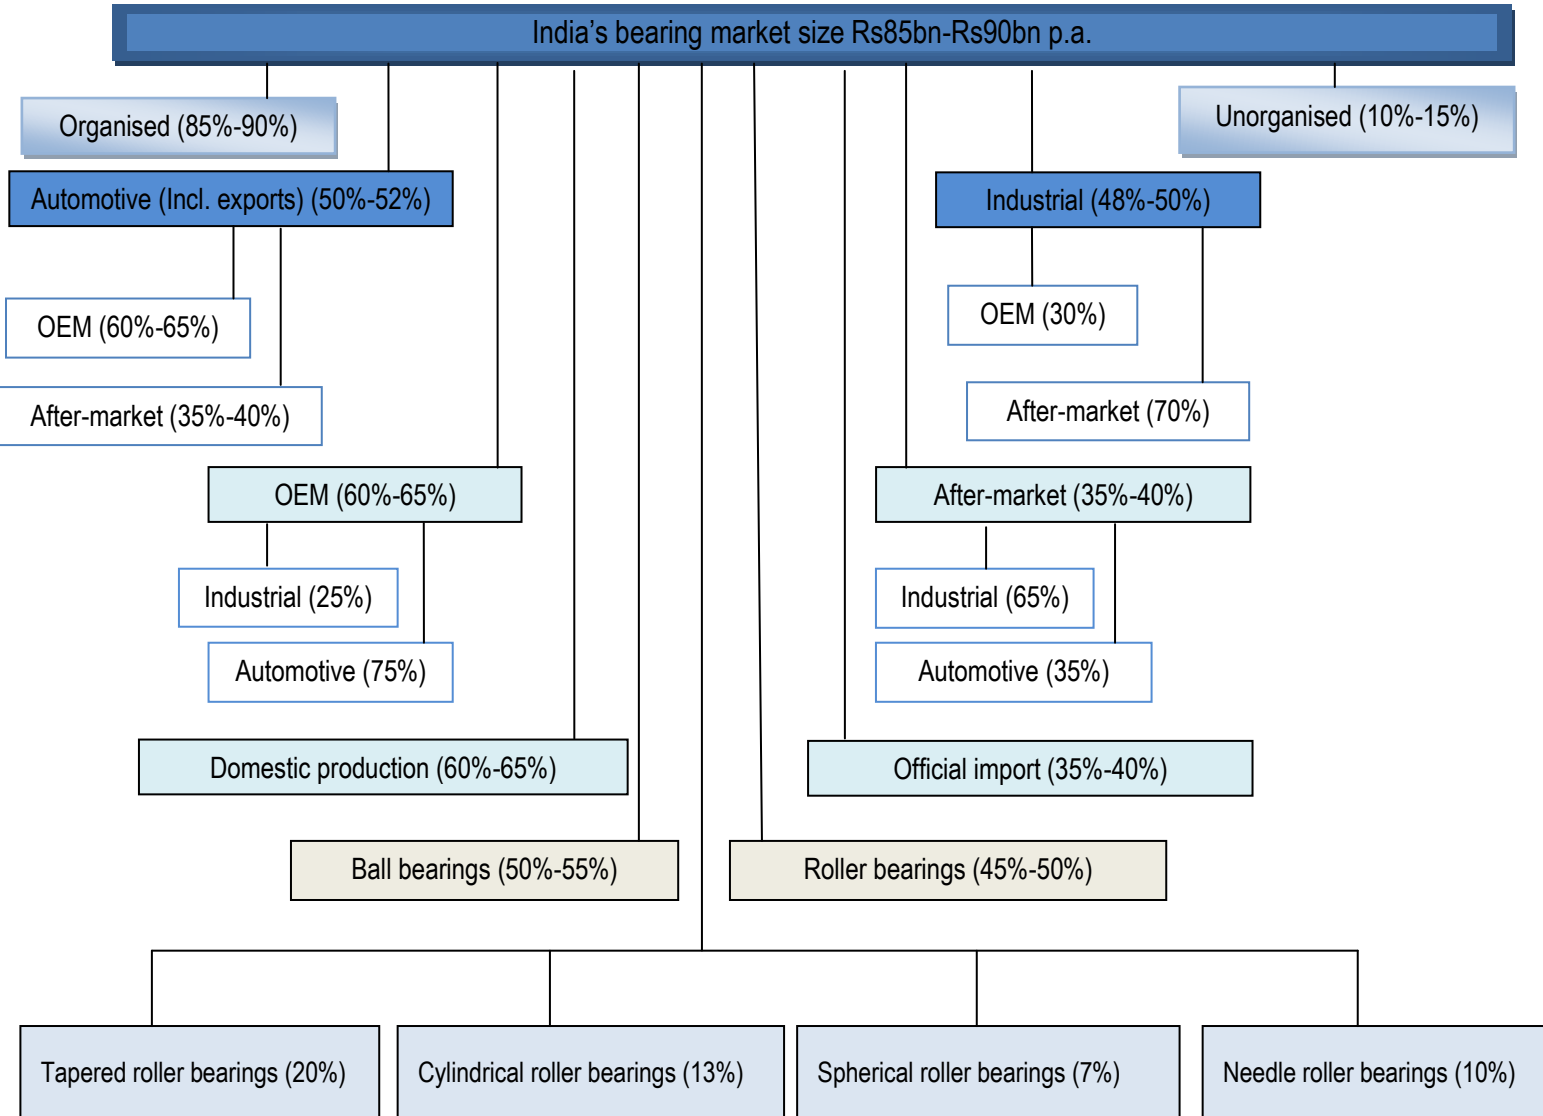 India’s bearing market size Rs85bn-Rs90bn p.a.
Organised (85%-90%)
Unorganised (10%-15%)
Automotive (Incl. exports) (50%-52%)
Industrial (48%-50%)
OEM (60%-65%)
OEM (30%)
After-market (35%-40%)
After-market (70%)
OEM (60%-65%)
After-market (35%-40%)
Industrial (25%)
Industrial (65%)
Automotive (75%)
Automotive (35%)
Domestic production (60%-65%)
Official import (35%-40%)
Ball bearings (50%-55%)
Roller bearings (45%-50%)
Tapered roller bearings (20%)
Cylindrical roller bearings (13%)
Spherical roller bearings (7%)
Needle roller bearings (10%)